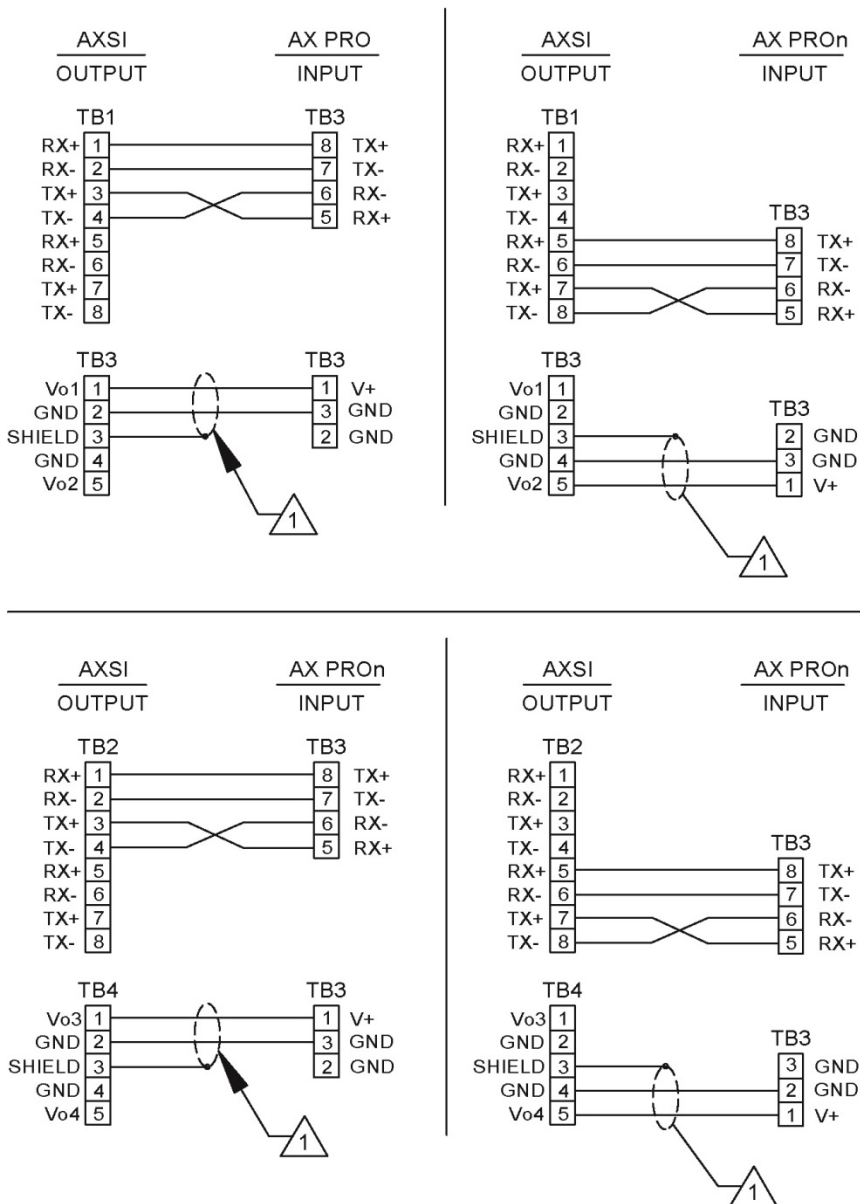 AXSI AX PRO
OUTPUT INPUT
TB1 TB3
RX+ 1 8 TX+
RX- 2 7 TX-
TX+ 3 6 RX-
TX- 4 5 RX+
RX+ 5
RX- 6
TX+ 7
TX- 8
TB3 TB3
Vo1 1 1 V+
GND 2 3 GND
SHIELD 3 2 GND
GND 4
Vo2 5
1
AXSI AX PROn
OUTPUT INPUT
TB1
RX+ 1
RX- 2
TX+ 3
TX- 4 TB3
RX+ 5 8 TX+
RX- 6 7 TX-
TX+ 7 6 RX-
TX- 8 5 RX+
TB3
Vo1 1
GND 2 TB3
SHIELD 3 2 GND
GND 4 3 GND
Vo2 5 1 V+
1
AXSI AX PROn
OUTPUT INPUT
TB2 TB3
RX+ 1 8 TX+
RX- 2 7 TX-
TX+ 3 6 RX-
TX- 4 5 RX+
RX+ 5
RX- 6
TX+ 7
TX- 8
TB4 TB3
Vo3 1 1 V+
GND 2 3 GND
SHIELD 3 2 GND
GND 4
Vo4 5
1
AXSI AX PROn
OUTPUT INPUT
TB2
RX+ 1
RX- 2
TX+ 3
TX- 4 TB3
RX+ 5 8 TX+
RX- 6 7 TX-
TX+ 7 6 RX-
TX- 8 5 RX+
TB4
Vo3 1
GND 2 TB3
SHIELD 3 3 GND
GND 4 2 GND
Vo4 5 1 V+
1